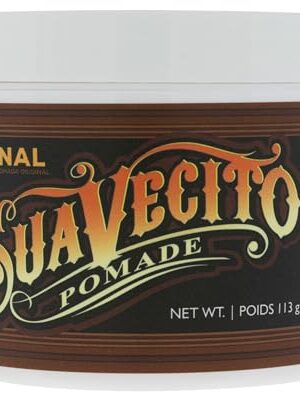 NAL
SUAVECITO
POMADE
NET WT. | POIDS 113 g